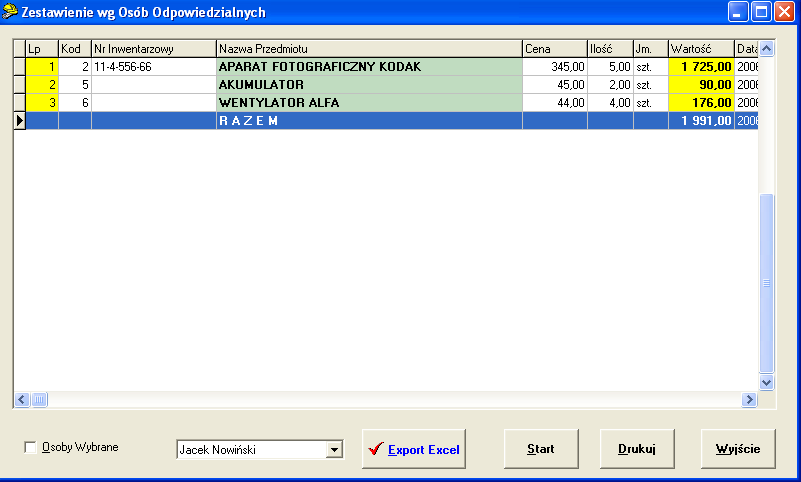 Zestawienie wg Osób Odpowiedzialnych
Lp Kod Nr Inwentarzowy Nazwa Przedmiotu Cena Ilość Jm. Wartość Data
1 2 11-4-556-66 APARAT FOTOGRAFICZNY KODAK 345,00 5,00 szt. 1 725,00 2006
2 5 AKUMULATOR 45,00 2,00 szt. 90,00 2006
3 6 WENTYLATOR ALFA 44,00 4,00 szt. 176,00 2006
R A Z E M 1 991,00 2006
Osoby Wybrane Jacek Nowiński Export Excel Start Drukuj Wyjście